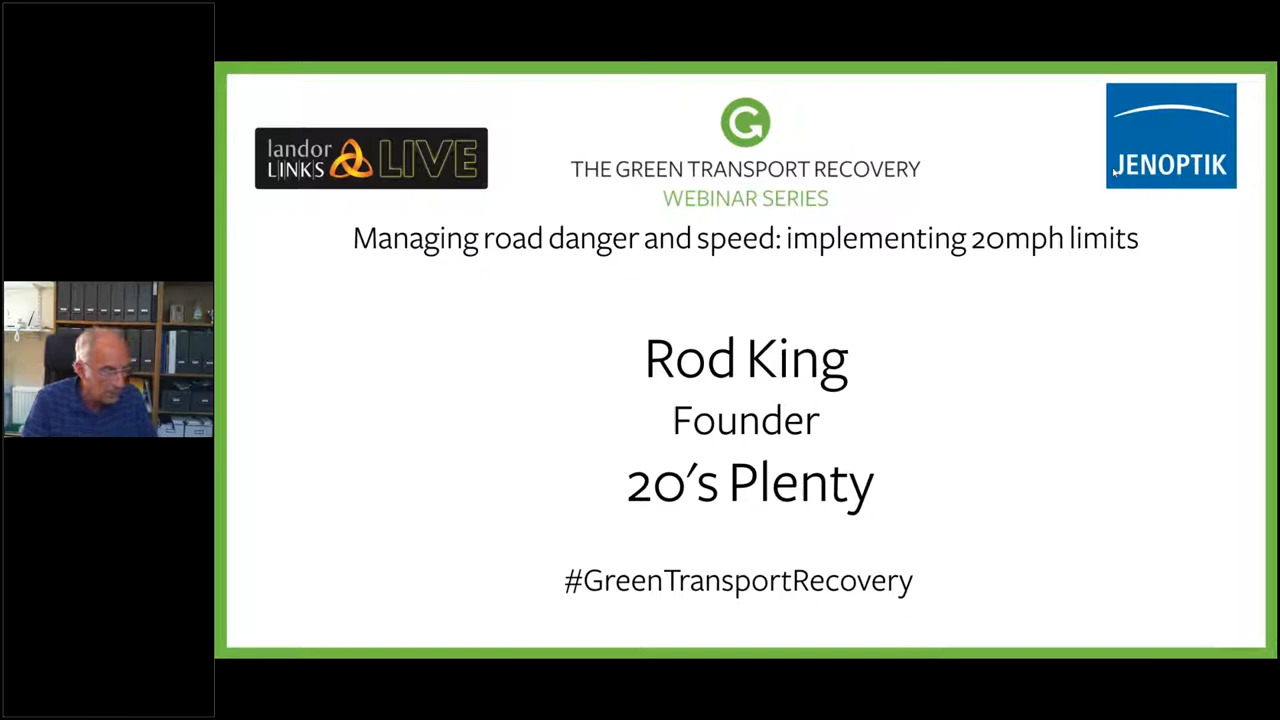 landor
LINKS
LIVE
THE GREEN TRANSPORT RECOVERY
WEBINAR SERIES
JENOPTIK
Managing road danger and speed: implementing 20mph limits
Rod King
Founder
20's Plenty
#GreenTransportRecovery